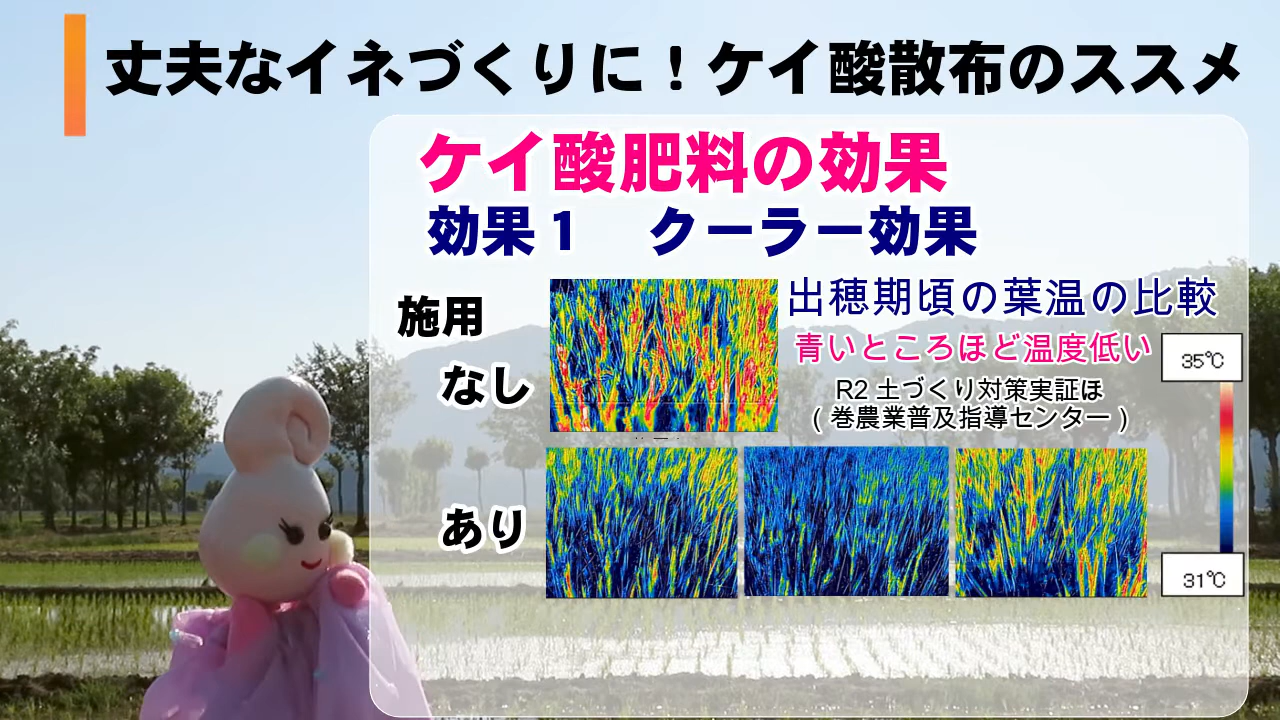 丈夫なイネづくりに！ケイ酸散布のススメ
ケイ酸肥料の効果
効果１　クーラー効果
出穂期頃の葉温の比較
施用
なし
青いところほど温度低い
35℃
R2 土づくり対策実証ほ
( 巻農業普及指導センター )
あり
31℃